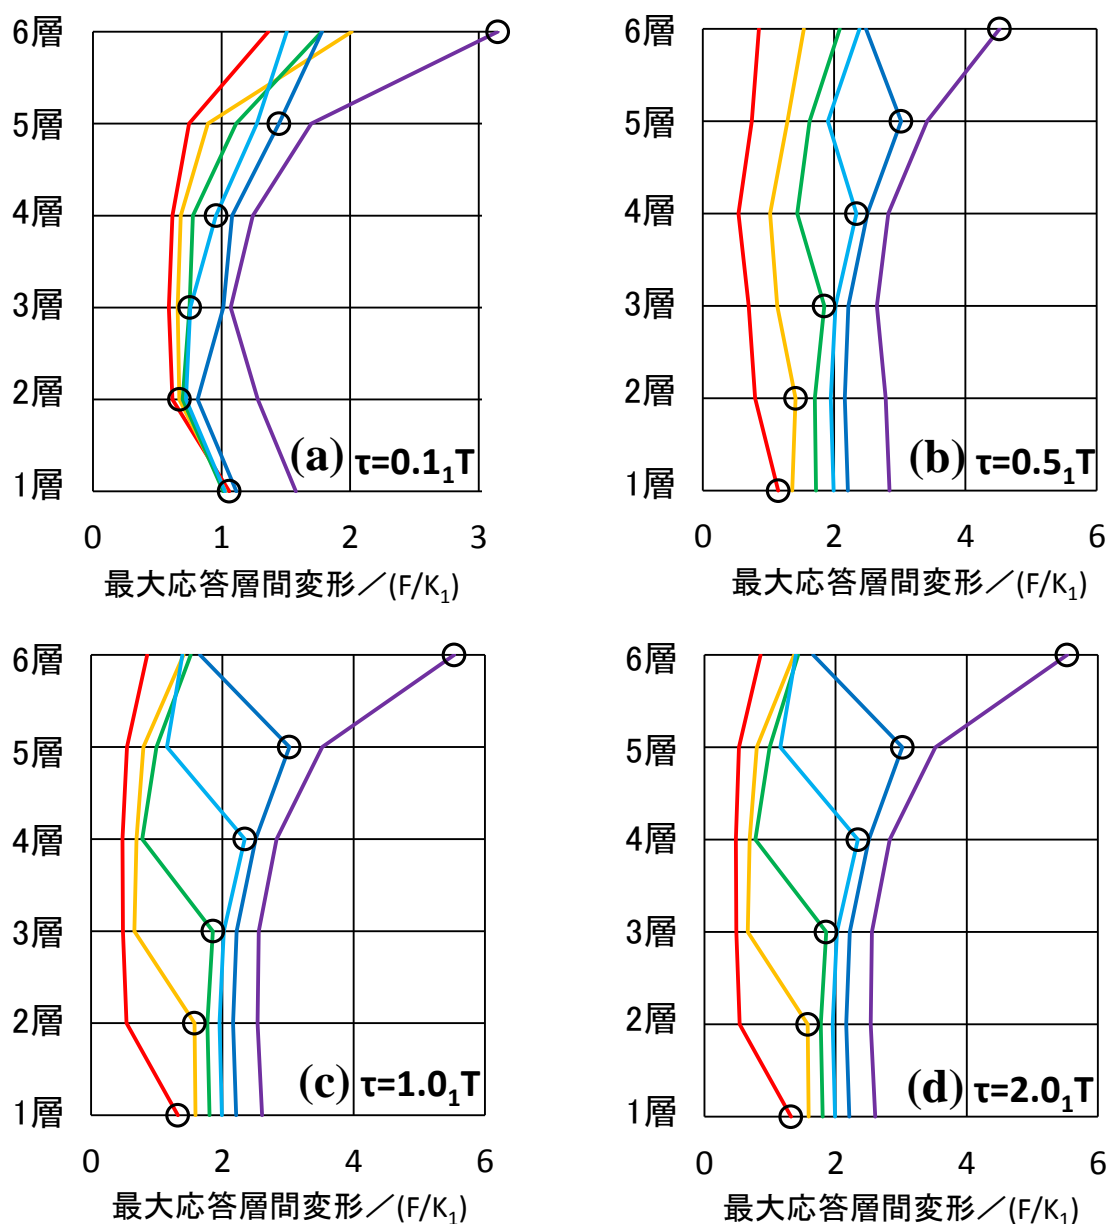 6層
5層
4層
3層
2層
1層
(a) τ=0.1₁T
0 1 2 3
最大応答層間変形／(F/K₁)
6層
5層
4層
3層
2層
1層
(b) τ=0.5₁T
0 2 4 6
最大応答層間変形／(F/K₁)
6層
5層
4層
3層
2層
1層
(c) τ=1.0₁T
0 2 4 6
最大応答層間変形／(F/K₁)
6層
5層
4層
3層
2層
1層
(d) τ=2.0₁T
0 2 4 6
最大応答層間変形／(F/K₁)